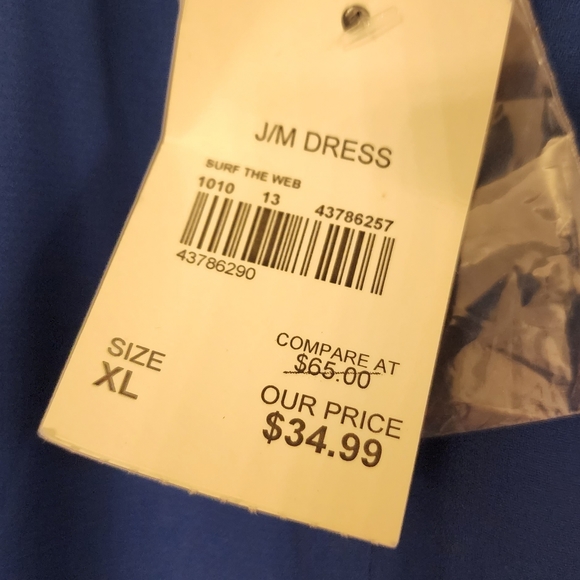 J/M DRESS
SURF THE WEB
1010 13 43786257
43786290
SIZE
XL
COMPARE AT
$65.00
OUR PRICE
$34.99